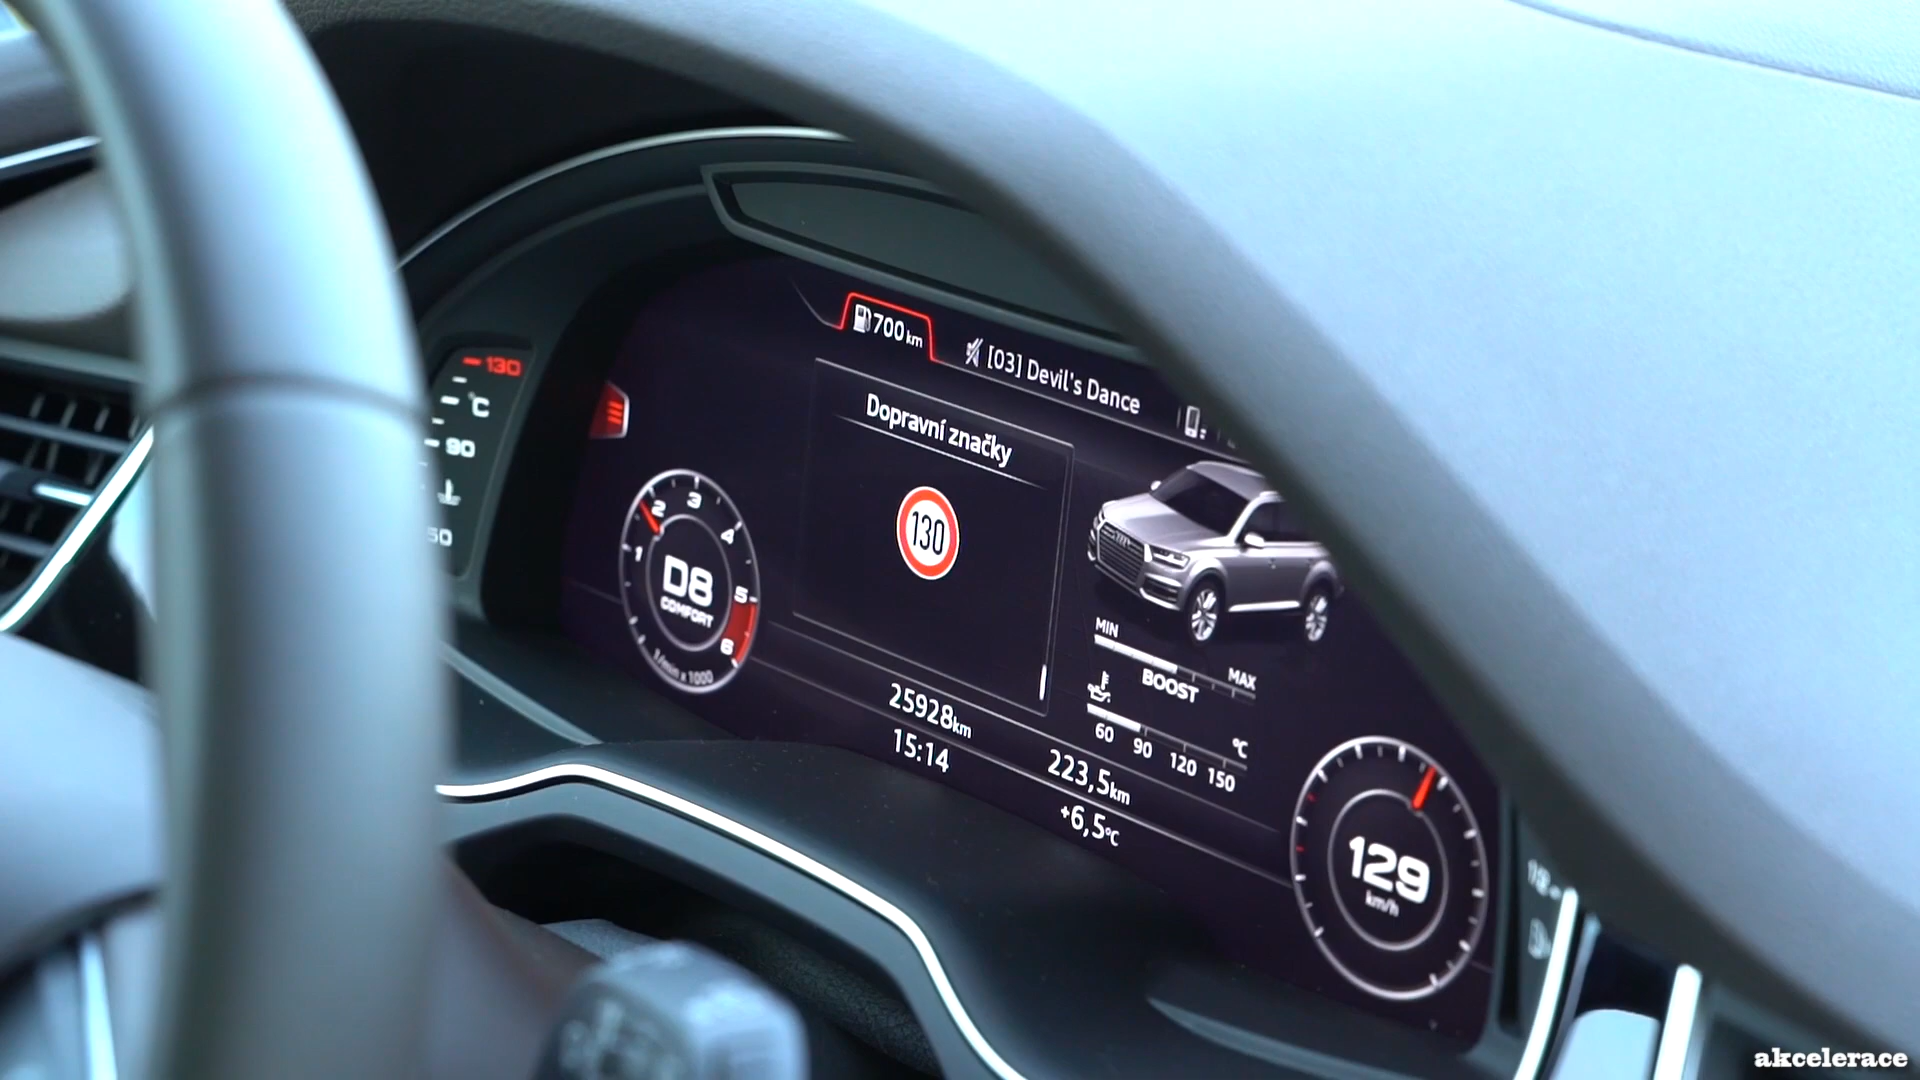 700 km
[03] Devil's Dance
130
°C
90
Dopravní značky
130
1
2
3
4
5
6
D8
COMFORT
1/min x 1000
MIN
MAX
BOOST
°C
60 90 120 150
25928km
223,5km
15:14
+6,5°C
129
km/h
akcelerace